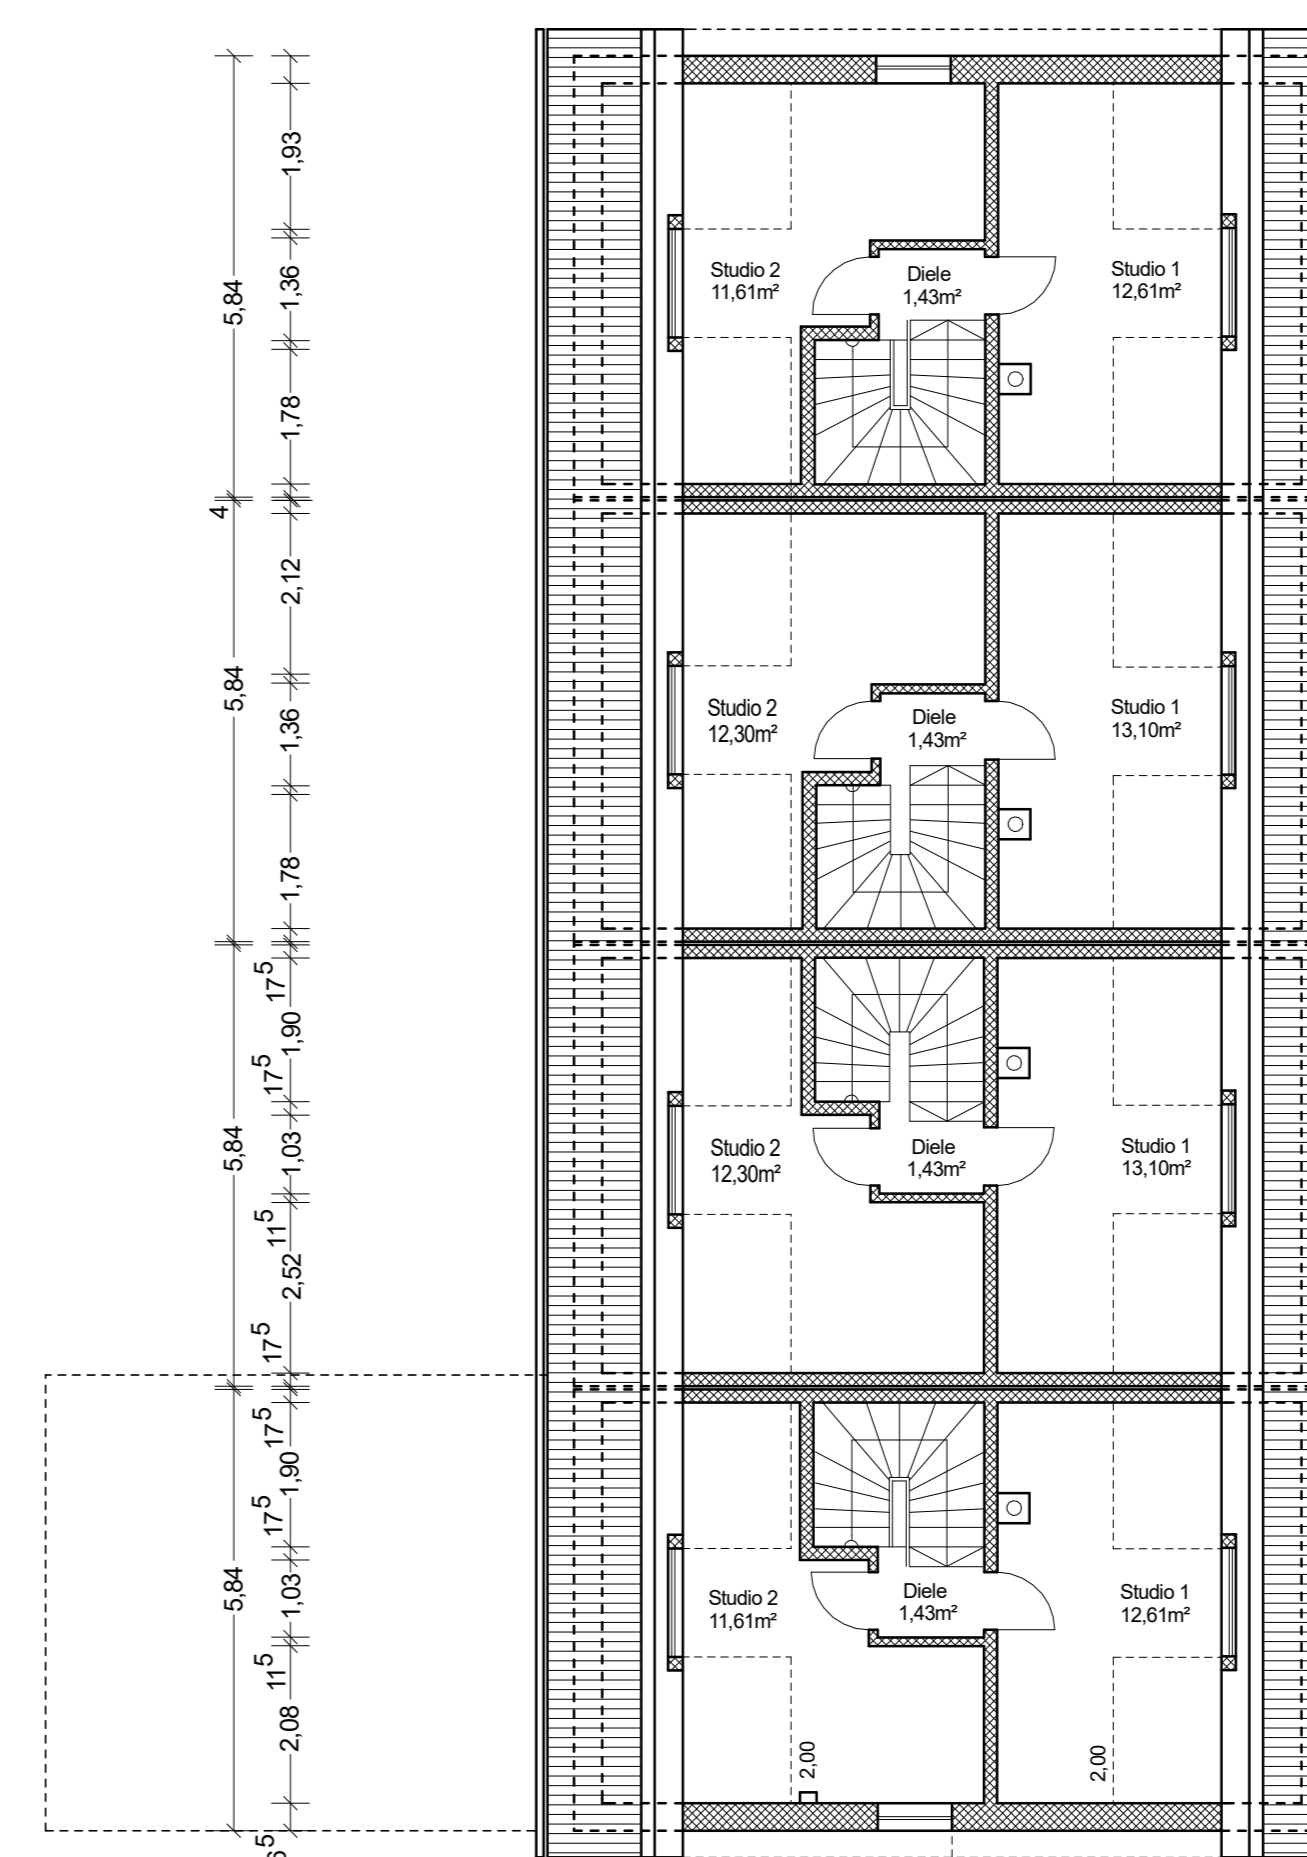 1,93
5,84
1,36
1,78
4
2,12
5,84
1,36
1,78
17⁵
1,90
17⁵
5,84
1,03
11⁵
2,52
17⁵
17⁵
1,90
17⁵
5,84
1,03
11⁵
2,08
Studio 2
11,61m²
Diele
1,43m²
Studio 1
12,61m²
Studio 2
12,30m²
Diele
1,43m²
Studio 1
13,10m²
Studio 2
12,30m²
Diele
1,43m²
Studio 1
13,10m²
Studio 2
11,61m²
Diele
1,43m²
Studio 1
12,61m²
2,00
2,00